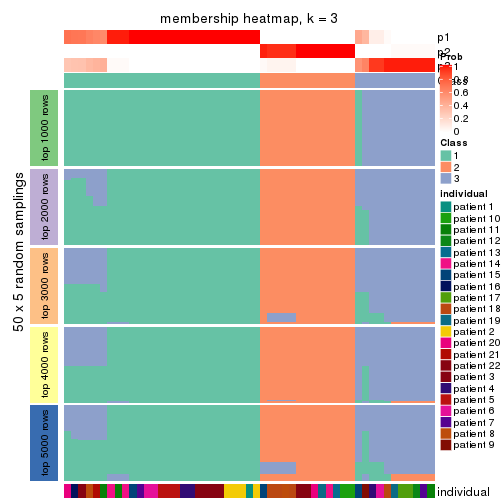 membership heatmap, k = 3
p1
p2
Prob
1
0.8
0.6
0.4
0.2
0
Class
1
2
3
individual
patient 1
patient 10
patient 11
patient 12
patient 13
patient 14
patient 15
patient 16
patient 17
patient 18
patient 19
patient 2
patient 20
patient 21
patient 22
patient 3
patient 4
patient 5
patient 6
patient 7
patient 8
patient 9
50 x 5 random samplings
top 1000 rows
top 2000 rows
top 3000 rows
top 4000 rows
top 5000 rows
individual